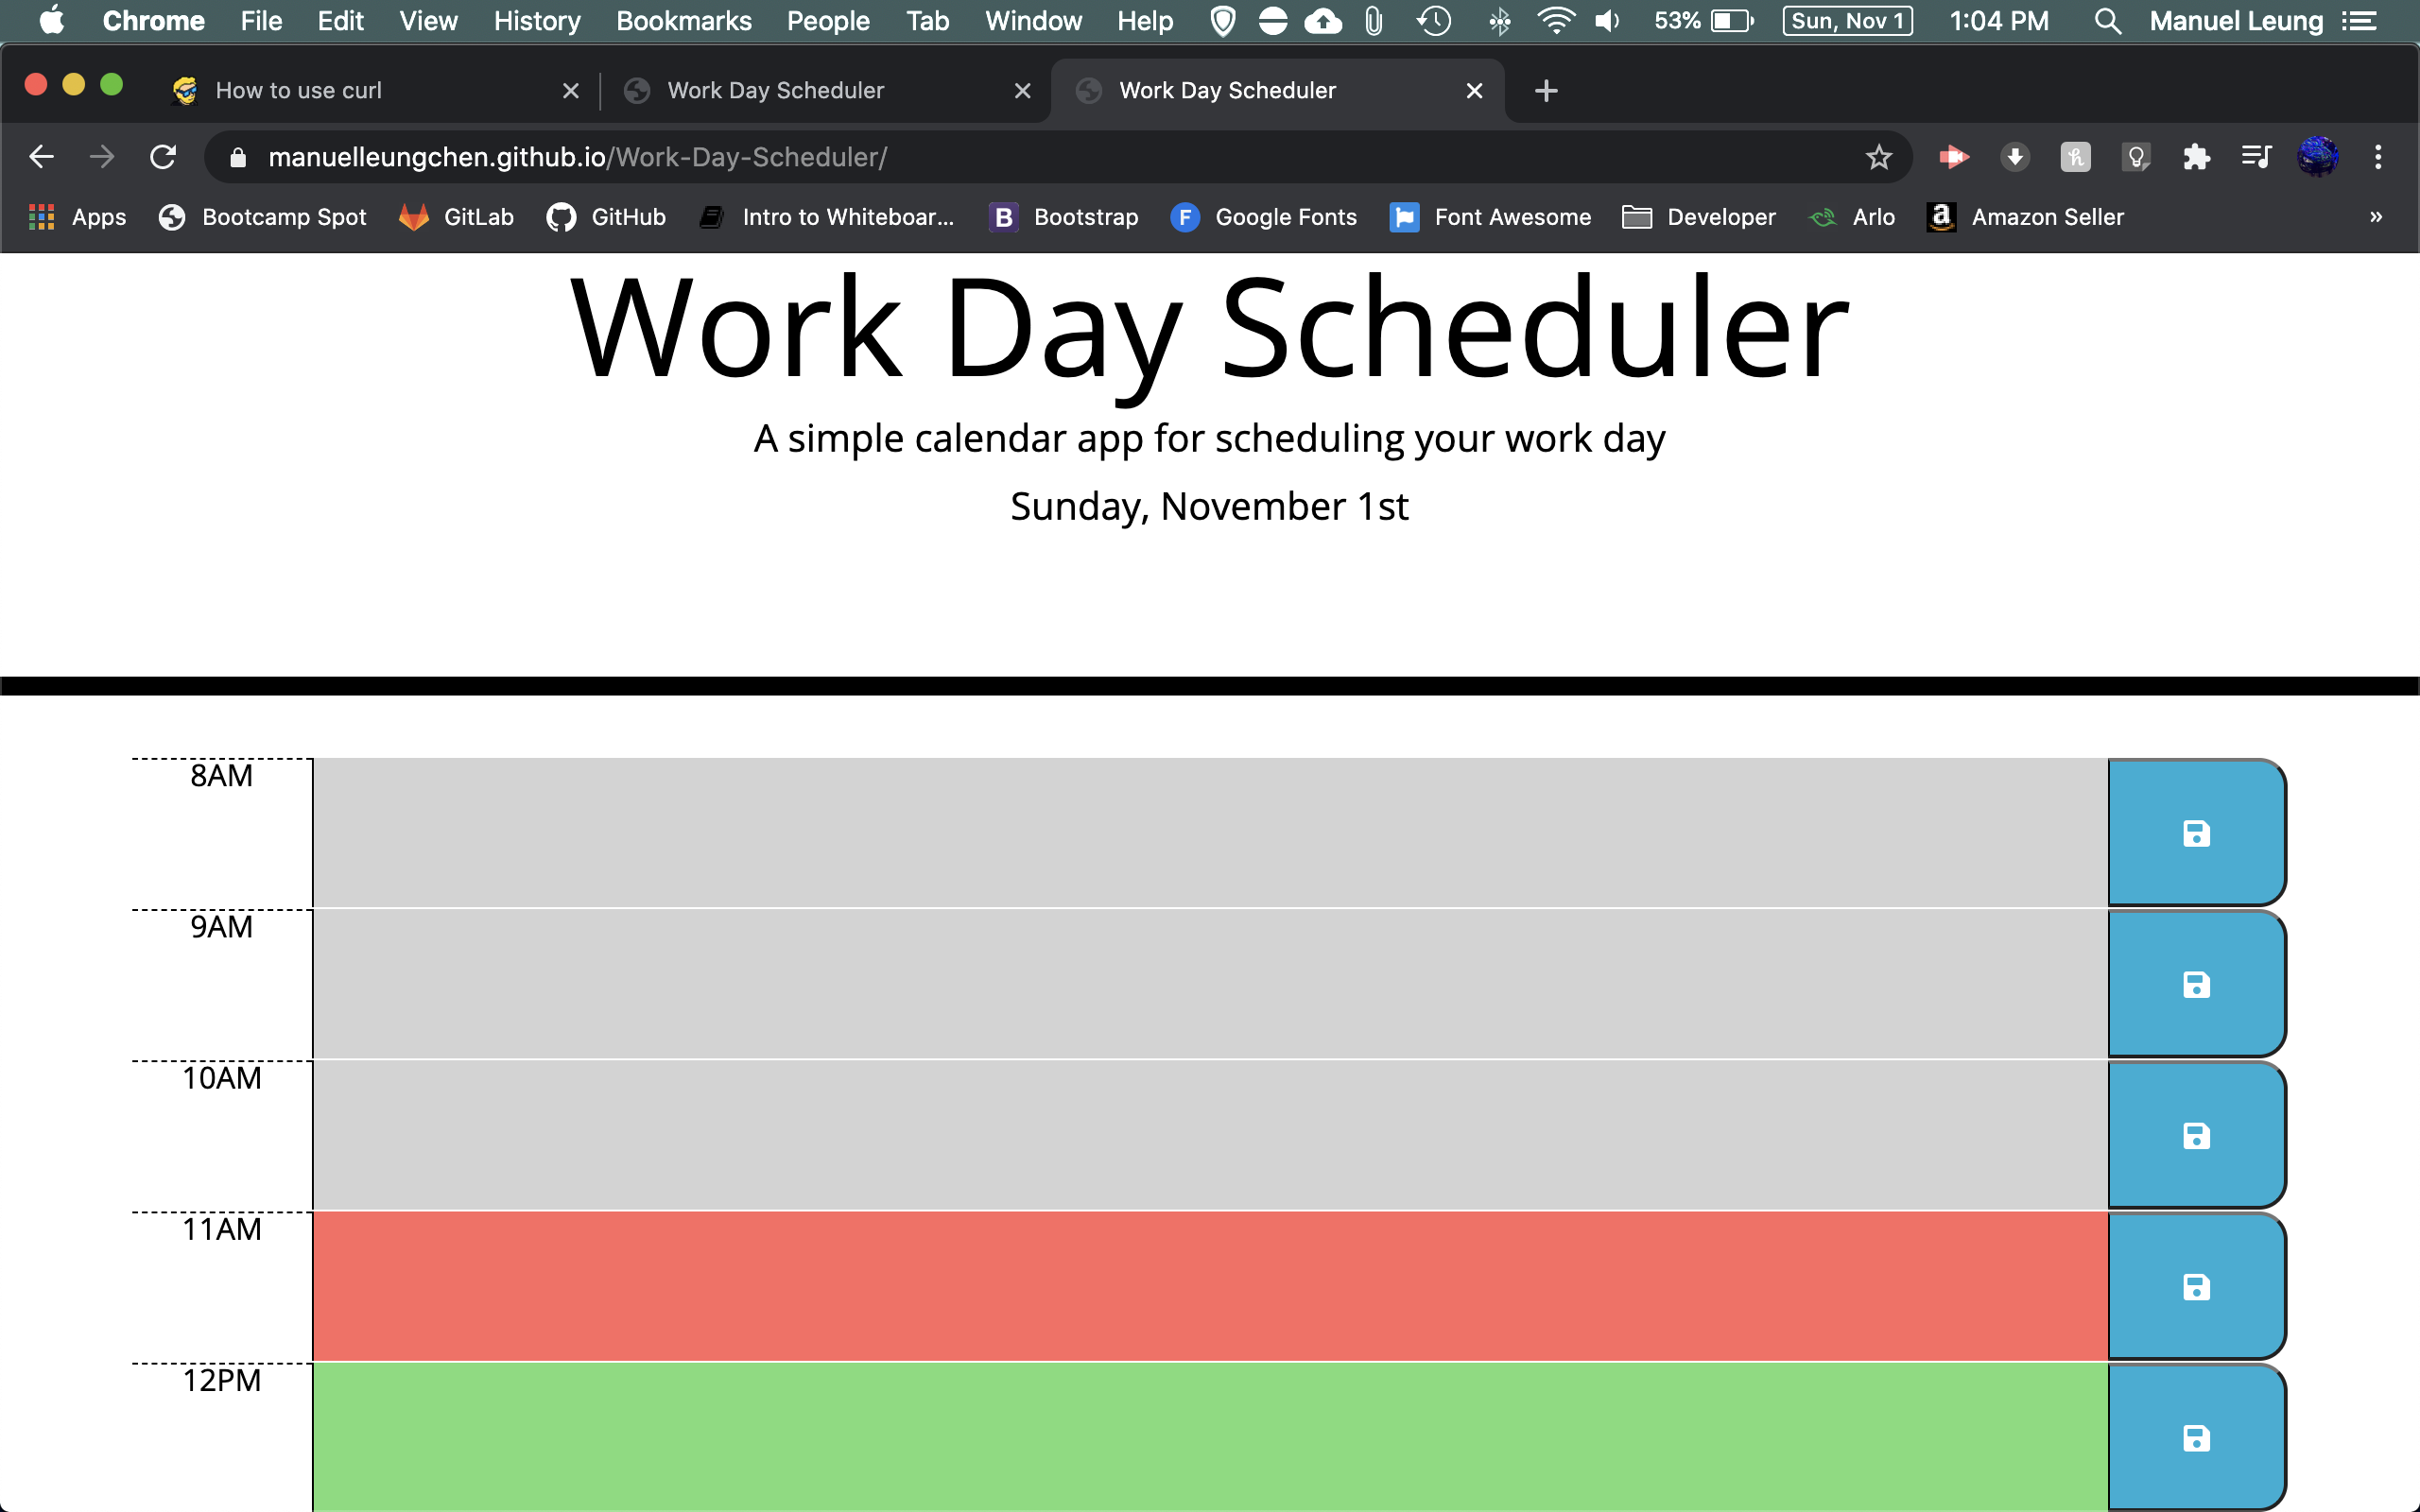 Chrome File Edit View History Bookmarks People Tab Window Help 53% Sun, Nov 1 1:04 PM Manuel Leung
How to use curl Work Day Scheduler Work Day Scheduler
manuelleungchen.github.io/Work-Day-Scheduler/
Apps Bootcamp Spot GitLab GitHub Intro to Whiteboar... B Bootstrap F Google Fonts Font Awesome Developer Arlo a Amazon Seller »
Work Day Scheduler
A simple calendar app for scheduling your work day
Sunday, November 1st
8AM
9AM
10AM
11AM
12PM